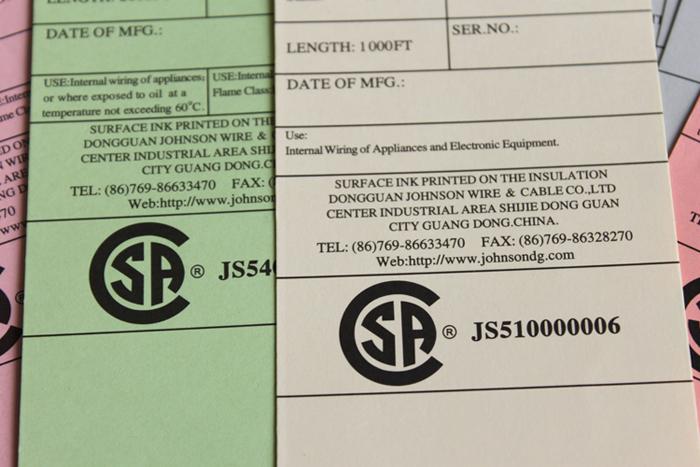 DATE OF MFG.:
USE:Internal wiring of appliances;
or where exposed to oil at a
temperature not exceeding 60°C.
USE:Internal
Flame Class:
SURFACE INK PRINTED ON THE
DONGGUAN JOHNSON WIRE &
CENTER INDUSTRIAL AREA SHI
CITY GUANG DONG.C
TEL: (86)769-86633470 FAX: (
Web:http://www.johnson
CSA ® JS540
LENGTH: 1000FT
SER.NO.:
DATE OF MFG.:
Use:
Internal Wiring of Appliances and Electronic Equipment.
SURFACE INK PRINTED ON THE INSULATION
DONGGUAN JOHNSON WIRE & CABLE CO.,LTD
CENTER INDUSTRIAL AREA SHIJIE DONG GUAN
CITY GUANG DONG.CHINA.
TEL: (86)769-86633470 FAX: (86)769-86328270
Web:http://www.johnsondg.com
CSA ® JS510000006